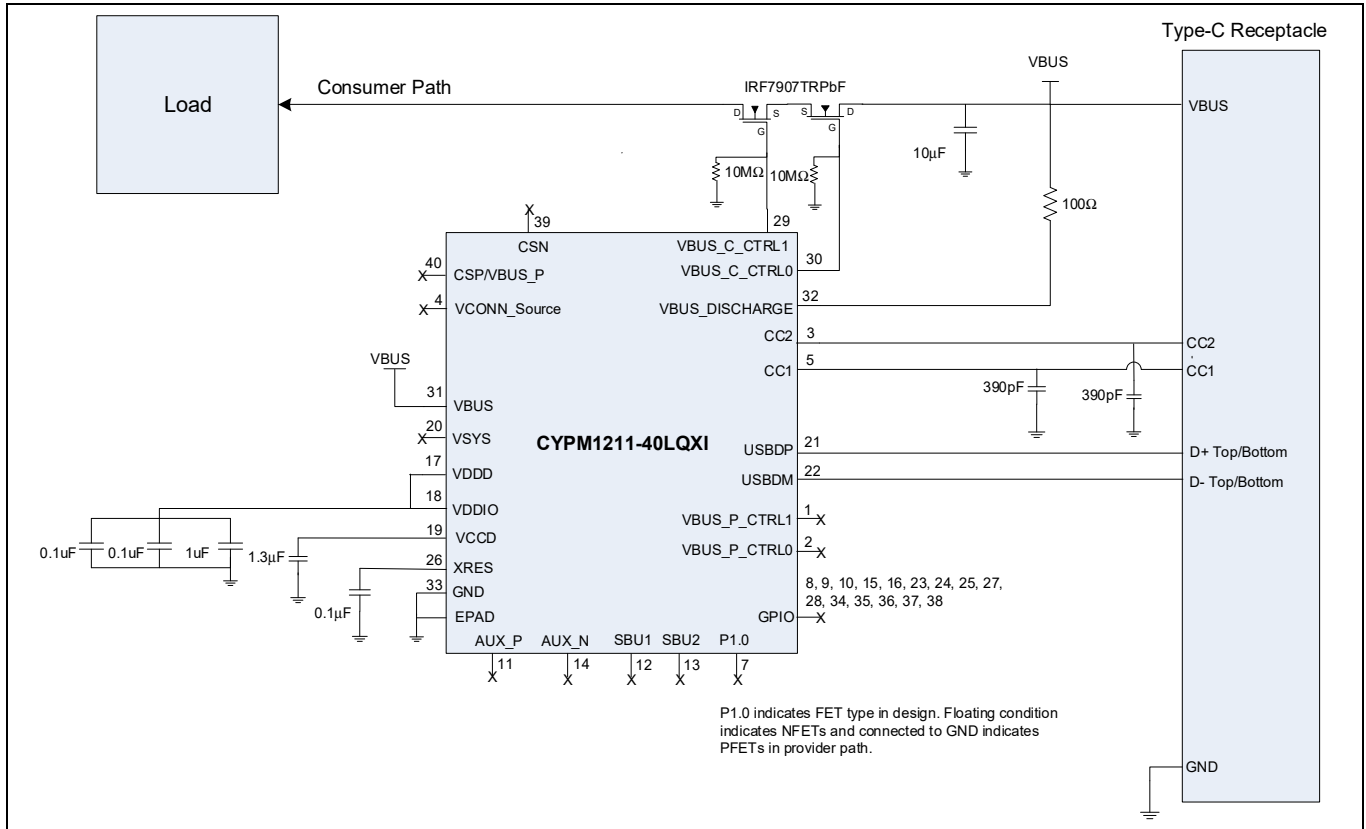 Type-C Receptacle
VBUS
IRF7907TRPbF
Load
Consumer Path
D
S
G
S
D
G
VBUS
10µF
10MΩ
10MΩ
100Ω
39
29
CSN
VBUS_C_CTRL1
40
CSP/VBUS_P
VBUS_C_CTRL0
30
4
VCONN_Source
VBUS_DISCHARGE
32
CC2
3
CC2
CC1
5
CC1
390pF
390pF
VBUS
31
VBUS
20
VSYS
CYPM1211-40LQXI
17
VDDD
USBDP
21
D+ Top/Bottom
USBDM
22
D- Top/Bottom
18
VDDIO
VBUS_P_CTRL1
1
19
VCCD
VBUS_P_CTRL0
2
0.1uF
0.1uF
1uF
1.3µF
26
XRES
33
GND
0.1µF
EPAD
8, 9, 10, 15, 16, 23, 24, 25, 27,
28, 34, 35, 36, 37, 38
GPIO
AUX_P
AUX_N
SBU1
SBU2
P1.0
11
14
12
13
7
P1.0 indicates FET type in design. Floating condition
indicates NFETs and connected to GND indicates
PFETs in provider path.
GND